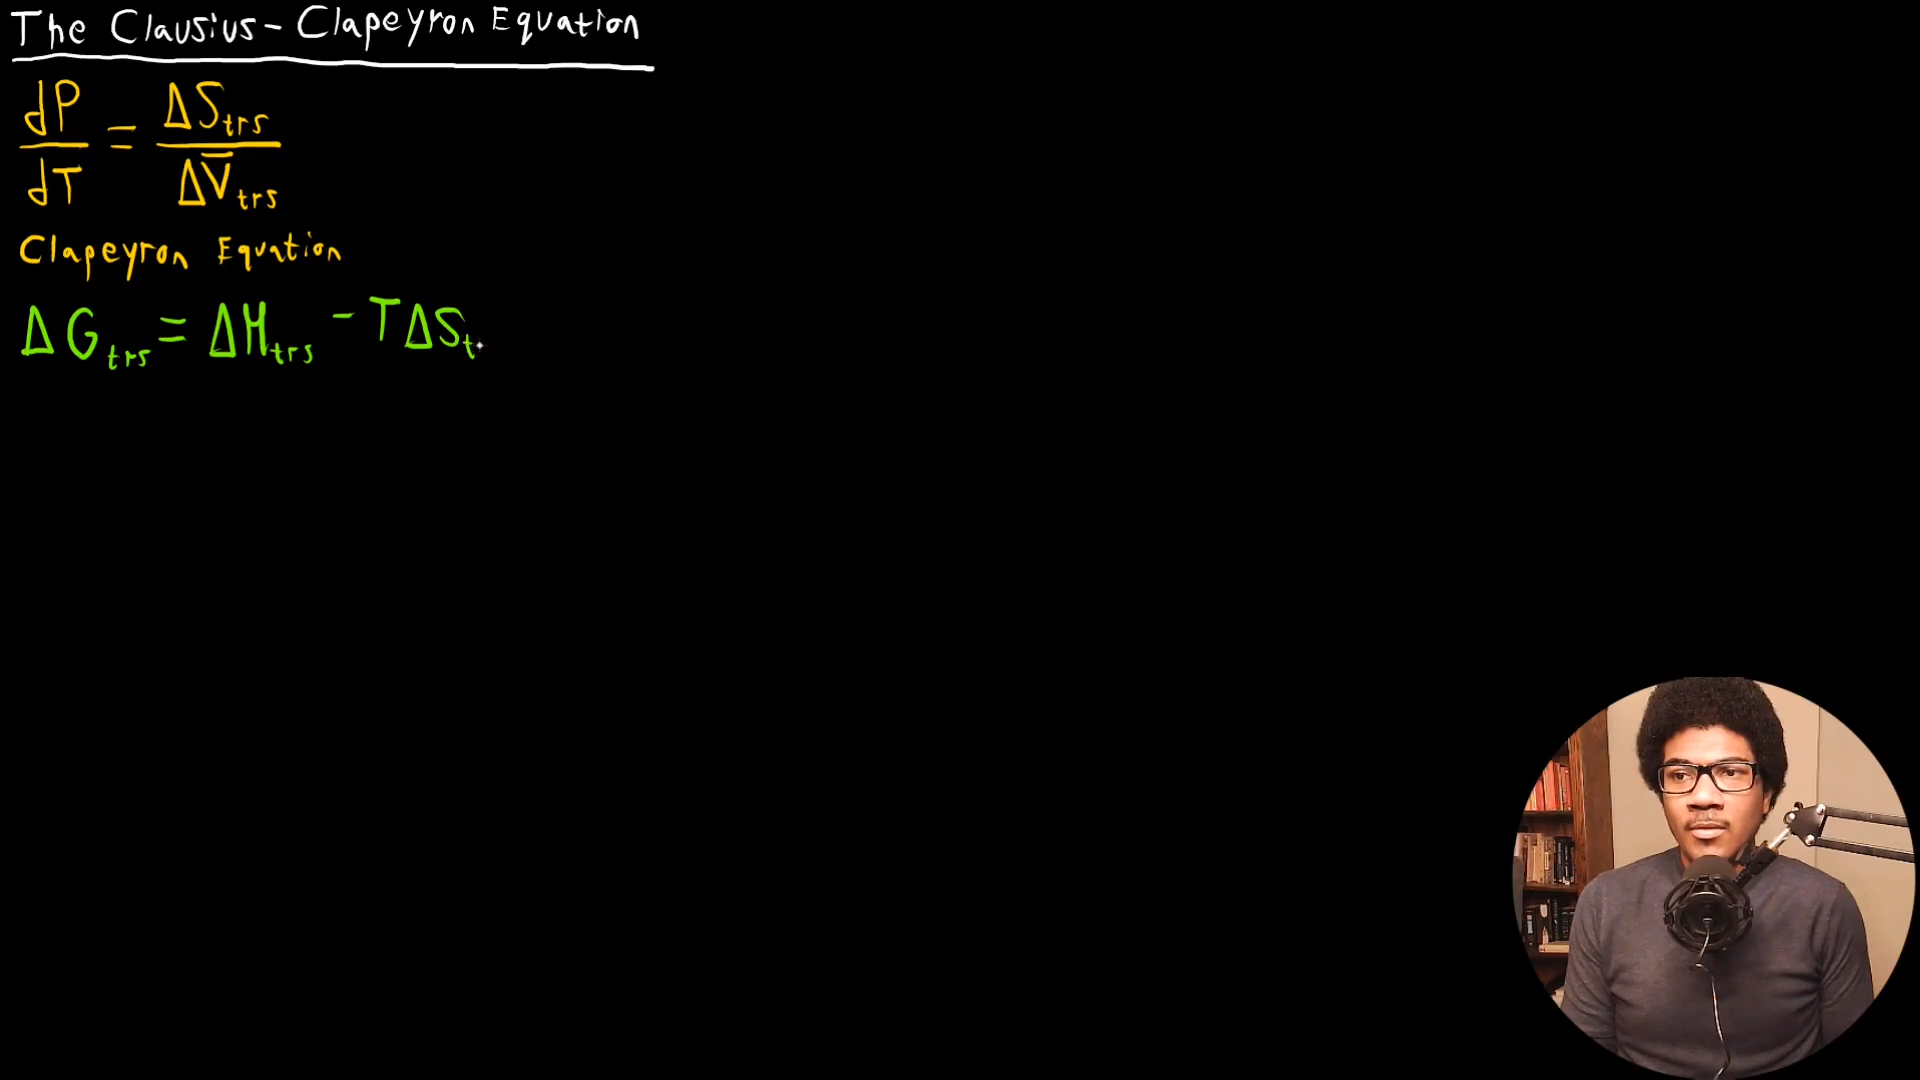 The Clausius-Clapeyron Equation
dP/dT = ΔS_trs/ΔV̅_trs
Clapeyron Equation
ΔG_trs = ΔH_trs - TΔS_t